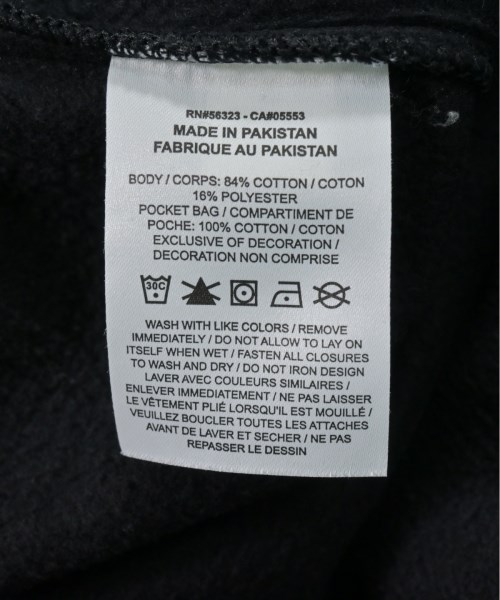 RN#56323 - CA#05553
MADE IN PAKISTAN
FABRIQUE AU PAKISTAN
BODY / CORPS: 84% COTTON / COTON
16% POLYESTER
POCKET BAG / COMPARTIMENT DE
POCHE: 100% COTTON / COTON
EXCLUSIVE OF DECORATION /
DECORATION NON COMPRISE
30C
WASH WITH LIKE COLORS / REMOVE
IMMEDIATELY / DO NOT ALLOW TO LAY ON
ITSELF WHEN WET / FASTEN ALL CLOSURES
TO WASH AND DRY / DO NOT IRON DESIGN
LAVER AVEC COULEURS SIMILAIRES /
ENLEVER IMMEDIATEMENT / NE PAS LAISSER
LE VÊTEMENT PLIÉ LORSQU'IL EST MOUILLÉ /
VEUILLEZ BOUCLER TOUTES LES ATTACHES
AVANT DE LAVER ET SECHER / NE PAS
REPASSER LE DESSIN